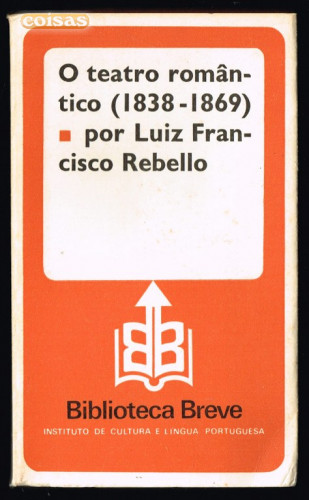 coisas
O teatro român-
tico (1838-1869)
▪ por Luiz Fran-
cisco Rebello
BB
Biblioteca Breve
INSTITUTO DE CULTURA E LÍNGUA PORTUGUESA